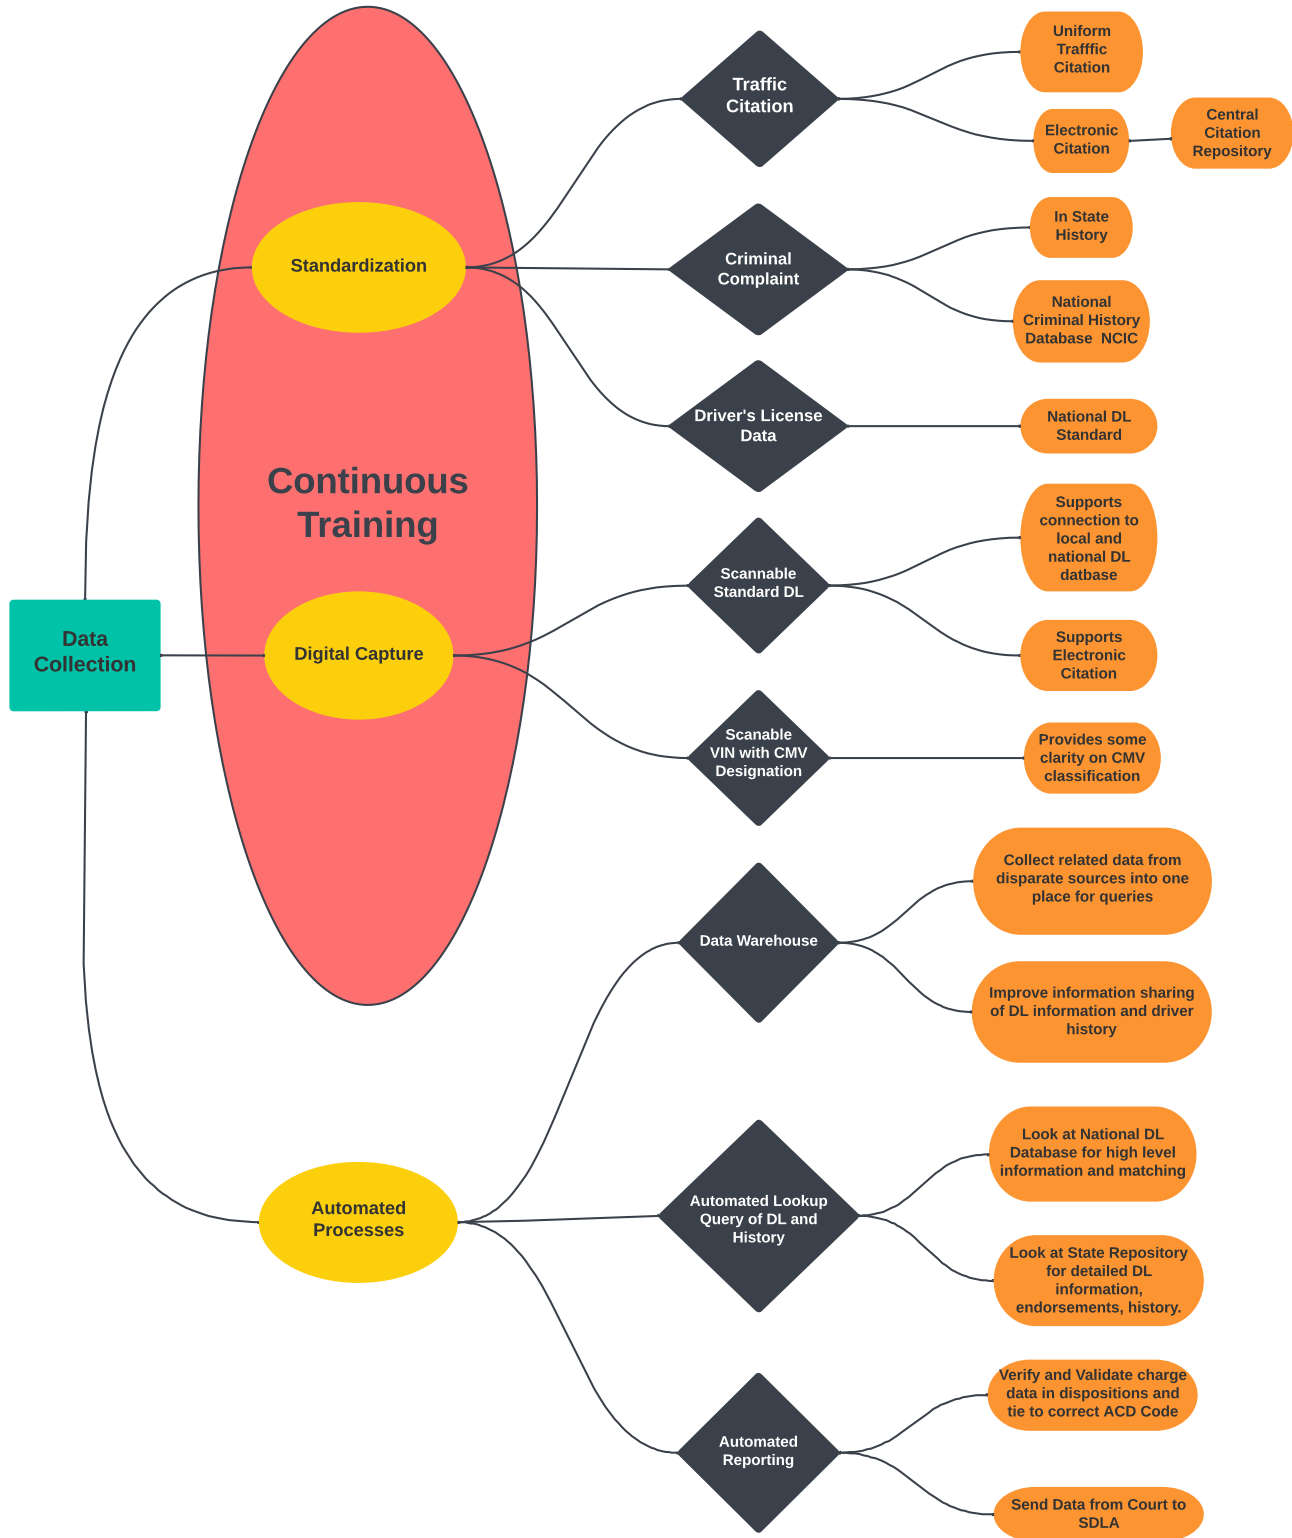 Data
Collection
Continuous
Training
Standardization
Traffic
Citation
Uniform
Trafffic
Citation
Electronic
Citation
Central
Citation
Repository
Criminal
Complaint
In State
History
National
Criminal History
Database  NCIC
Driver's License
Data
National DL
Standard
Digital Capture
Scannable
Standard DL
Supports
connection to
local and
national DL
datbase
Supports
Electronic
Citation
Scanable
VIN with CMV
Designation
Provides some
clarity on CMV
classification
Automated
Processes
Data Warehouse
Collect related data from
disparate sources into one
place for queries
Improve information sharing
of DL information and driver
history
Automated Lookup
Query of DL and
History
Look at National DL
Database for high level
information and matching
Look at State Repository
for detailed DL
information,
endorsements, history.
Automated
Reporting
Verify and Validate charge
data in dispositions and
tie to correct ACD Code
Send Data from Court to
SDLA